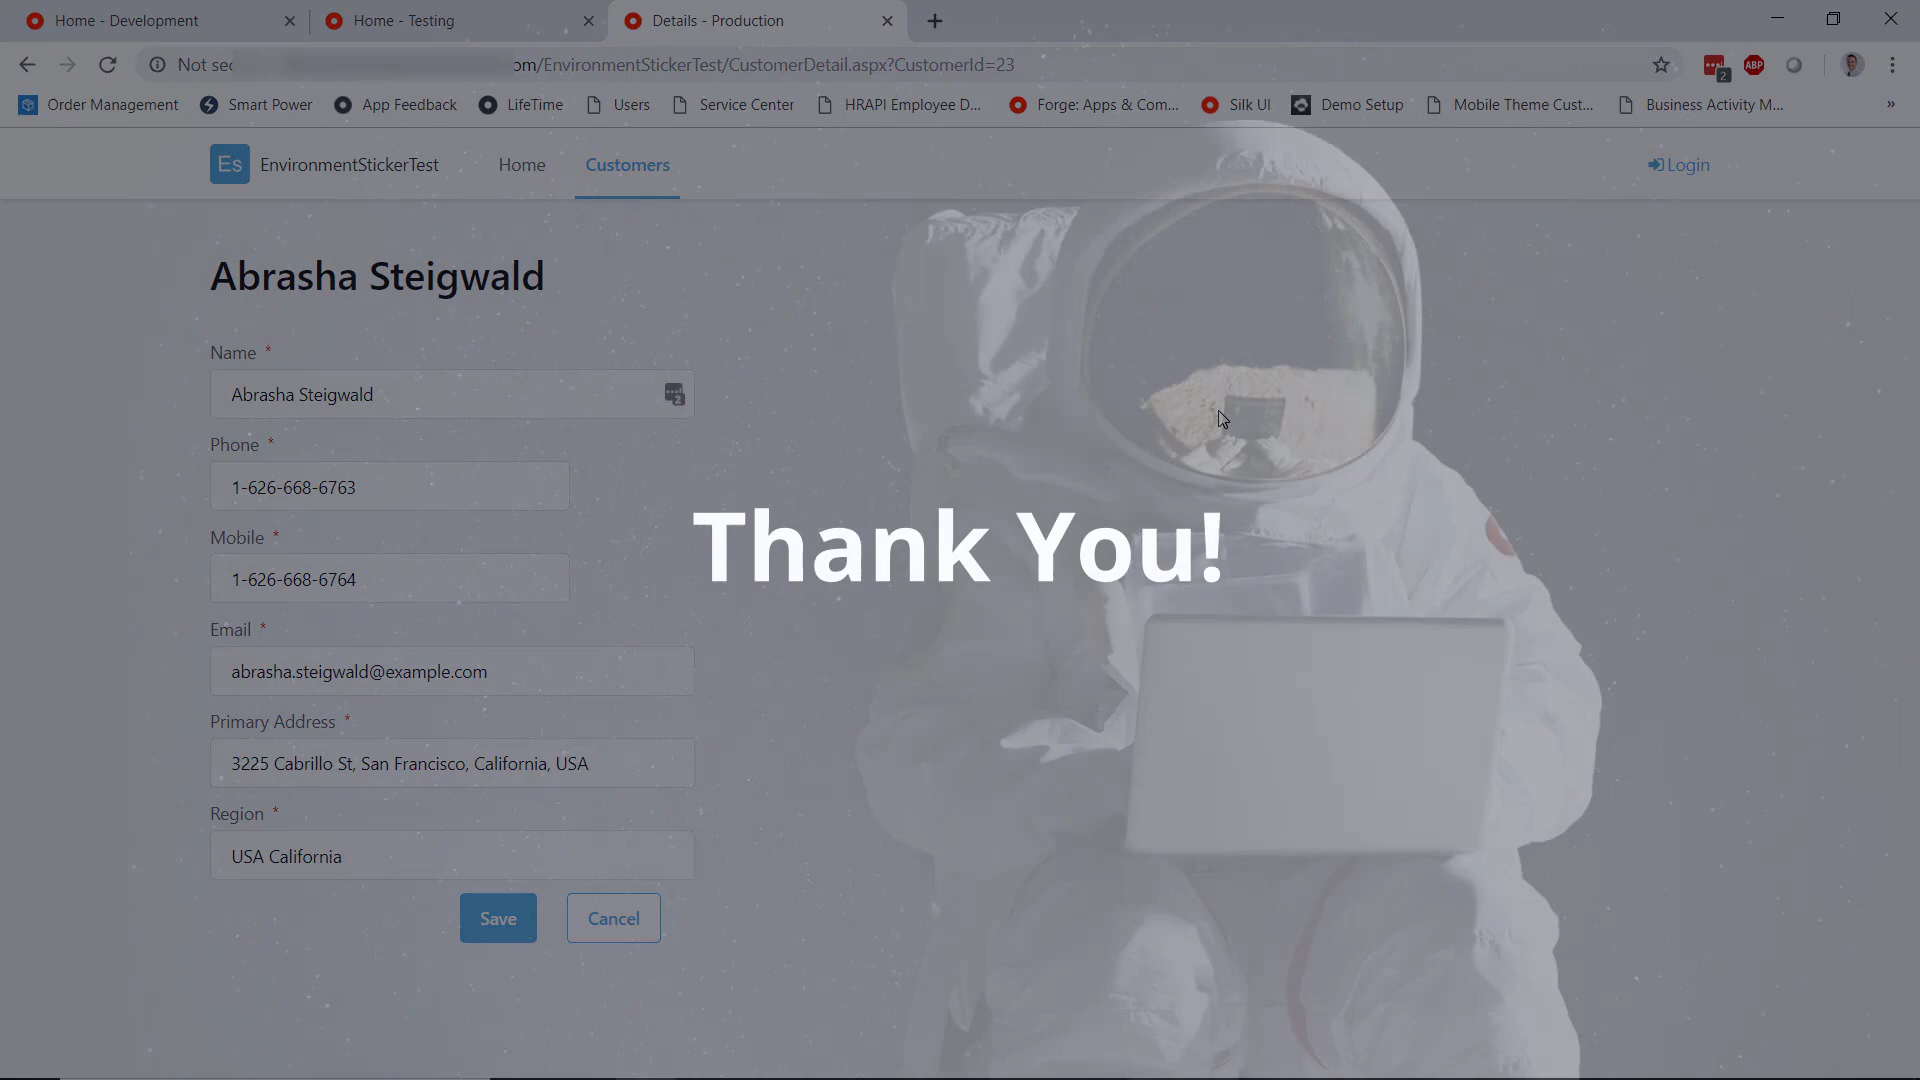 Home - Development
Home - Testing
Details - Production
Not sec
om/EnvironmentStickerTest/CustomerDetail.aspx?CustomerId=23
2
ABP
Order Management
Smart Power
App Feedback
LifeTime
Users
Service Center
HRAPI Employee D...
Forge: Apps & Com...
Silk UI
Demo Setup
Mobile Theme Cust...
Business Activity M...
»
Es
EnvironmentStickerTest
Home
Customers
Login
Abrasha Steigwald
Name *
Abrasha Steigwald
2
Phone *
1-626-668-6763
Mobile *
1-626-668-6764
Thank You!
Email *
abrasha.steigwald@example.com
Primary Address *
3225 Cabrillo St, San Francisco, California, USA
Region *
USA California
Save
Cancel